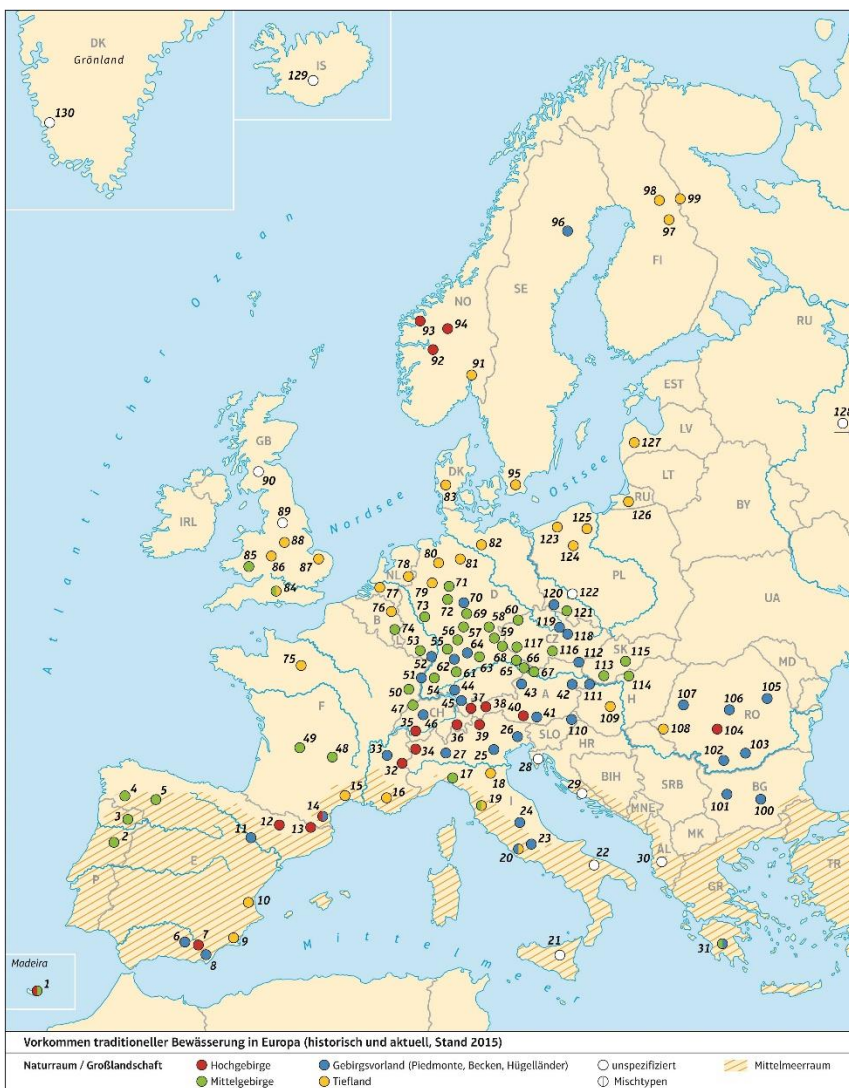 DK
Grönland
130
IS
129
Atlantischer Ozean
98
99
96
97
FI
SE
NO
93
94
92
91
RU
EST
LV
LT
RU
BY
128
127
126
GB
90
89
88
85
86
87
84
IRL
Nordsee
Ostsee
DK
83
95
123
125
124
PL
82
80
81
78
79
NL
77
76
B
L
74
73
71
72
70
69
D
120
122
121
119
118
CZ
60
58
59
117
116
56
57
55
64
53
52
62
63
68
66
65
67
61
51
54
50
112
SK
115
113
114
UA
MD
75
F
44
43
A
42
111
H
109
47
45
37
38
40
41
110
CH
46
35
36
39
26
SLO
HR
107
106
105
RO
108
104
102
103
49
48
33
34
32
27
25
28
BIH
SRB
BG
101
100
29
MNE
MK
AL
30
4
5
3
2
P
E
15
16
17
18
19
I
24
23
20
22
14
12
13
11
10
9
6
7
8
GR
TR
31
21
Mittelmeer
Madeira
1
Vorkommen traditioneller Bewässerung in Europa (historisch und aktuell, Stand 2015)
Naturraum / Großlandschaft
Hochgebirge
Gebirgsvorland (Piedmonte, Becken, Hügelländer)
unspezifiziert
Mittelmeerraum
Mittelgebirge
Tiefland
Mischtypen